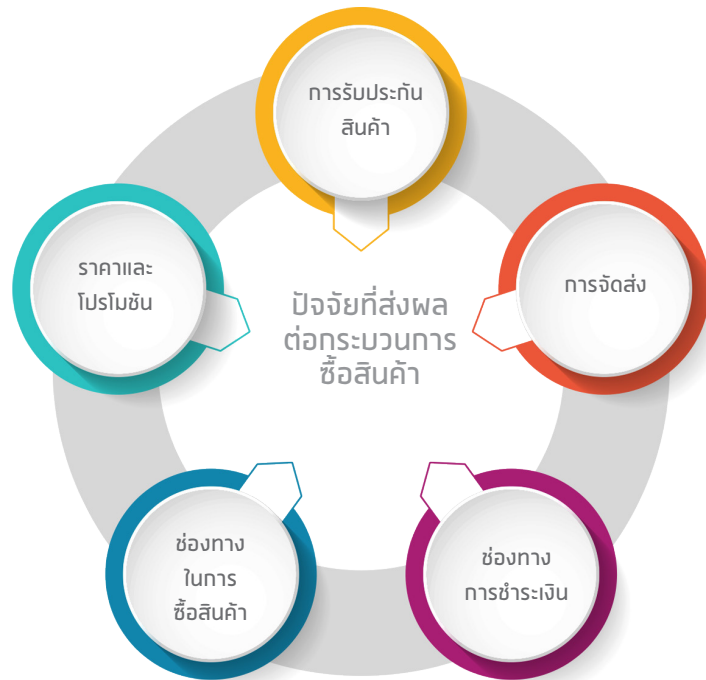 การรับประกัน
สินค้า
ราคาและ
โปรโมชัน
การจัดส่ง
ปัจจัยที่ส่งผล
ต่อกระบวนการ
ซื้อสินค้า
ช่องทาง
ในการ
ซื้อสินค้า
ช่องทาง
การชำระเงิน